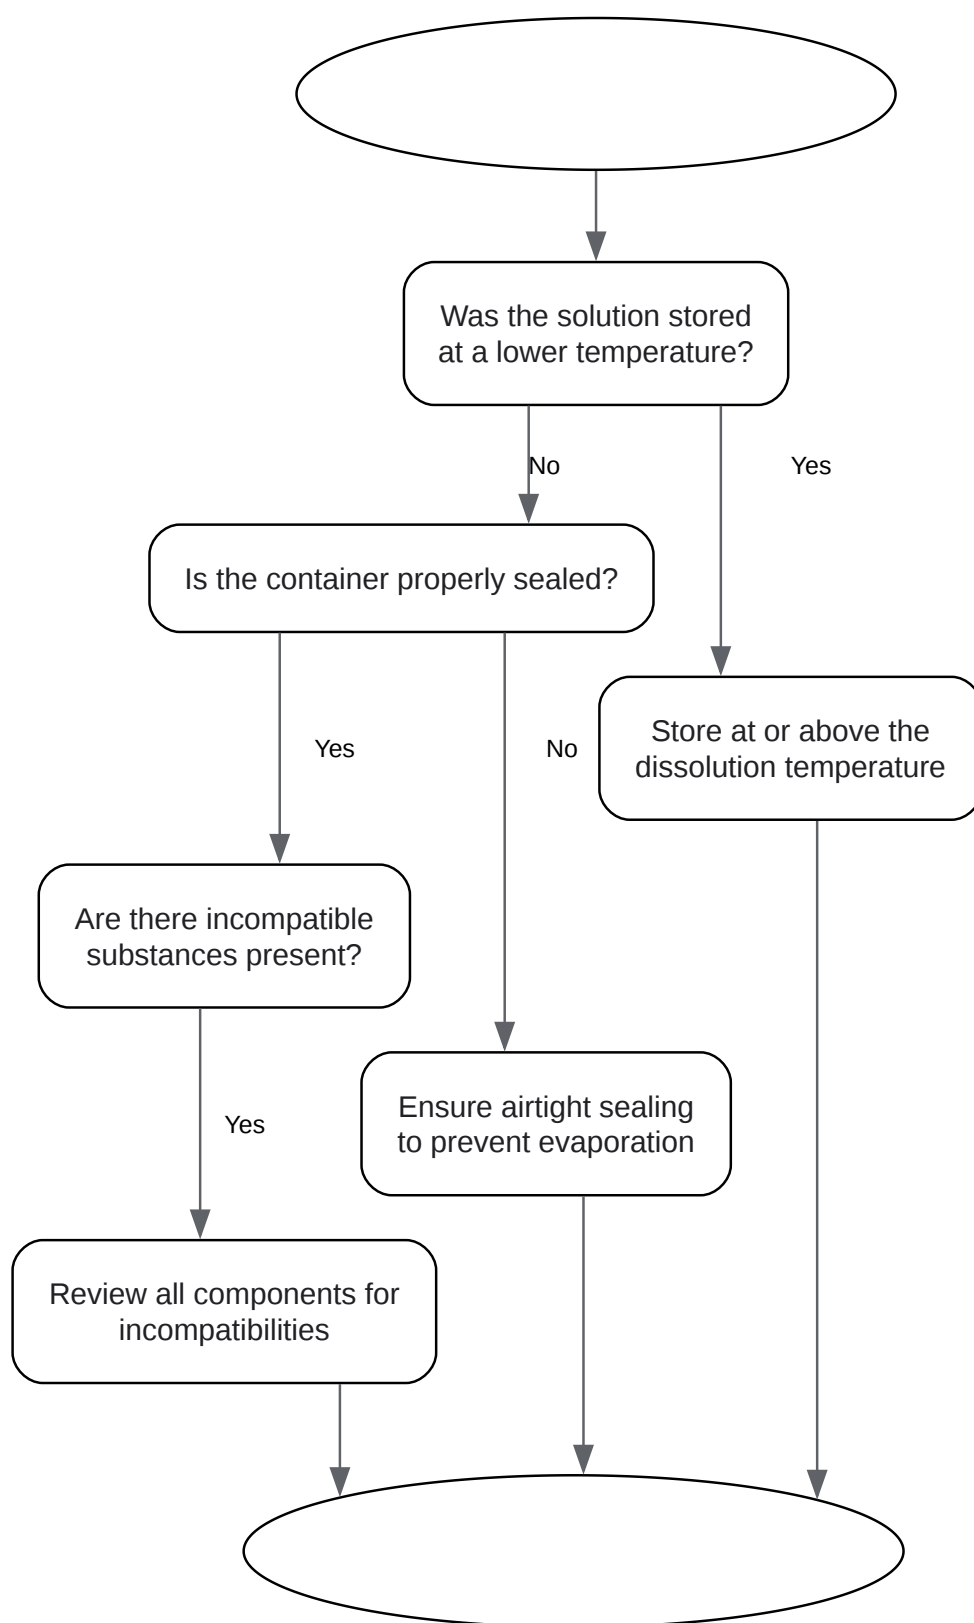 Was the solution stored
at a lower temperature?
No
Yes
Is the container properly sealed?
Store at or above the
dissolution temperature
Yes
No
Are there incompatible
substances present?
Ensure airtight sealing
to prevent evaporation
Yes
Review all components for
incompatibilities